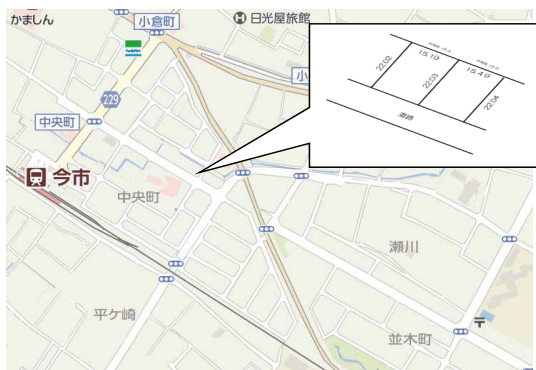 かましん
小倉町
日光屋旅館
小
229
中央町
今市
中央町
平ケ崎
瀬川
並木町
22.02
15.19
22.03
15.40
22.04
道路